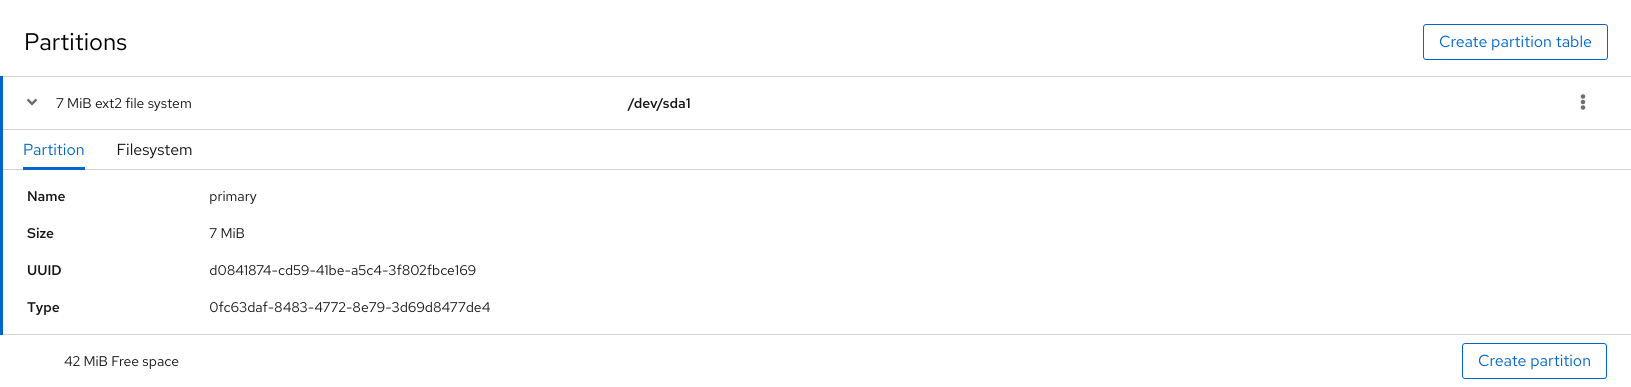 Partitions
Create partition table
7 MiB ext2 file system
/dev/sda1
Partition
Filesystem
Name
primary
Size
7 MiB
UUID
d0841874-cd59-41be-a5c4-3f802fbce169
Type
0fc63daf-8483-4772-8e79-3d69d8477de4
42 MiB Free space
Create partition